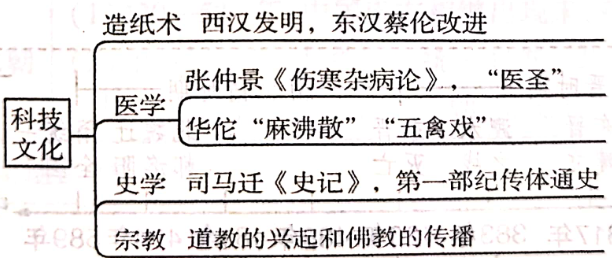 造纸术 西汉发明，东汉蔡伦改进
科技文化
医学
张仲景《伤寒杂病论》，“医圣”
华佗“麻沸散”“五禽戏”
史学 司马迁《史记》，第一部纪传体通史
宗教 道教的兴起和佛教的传播